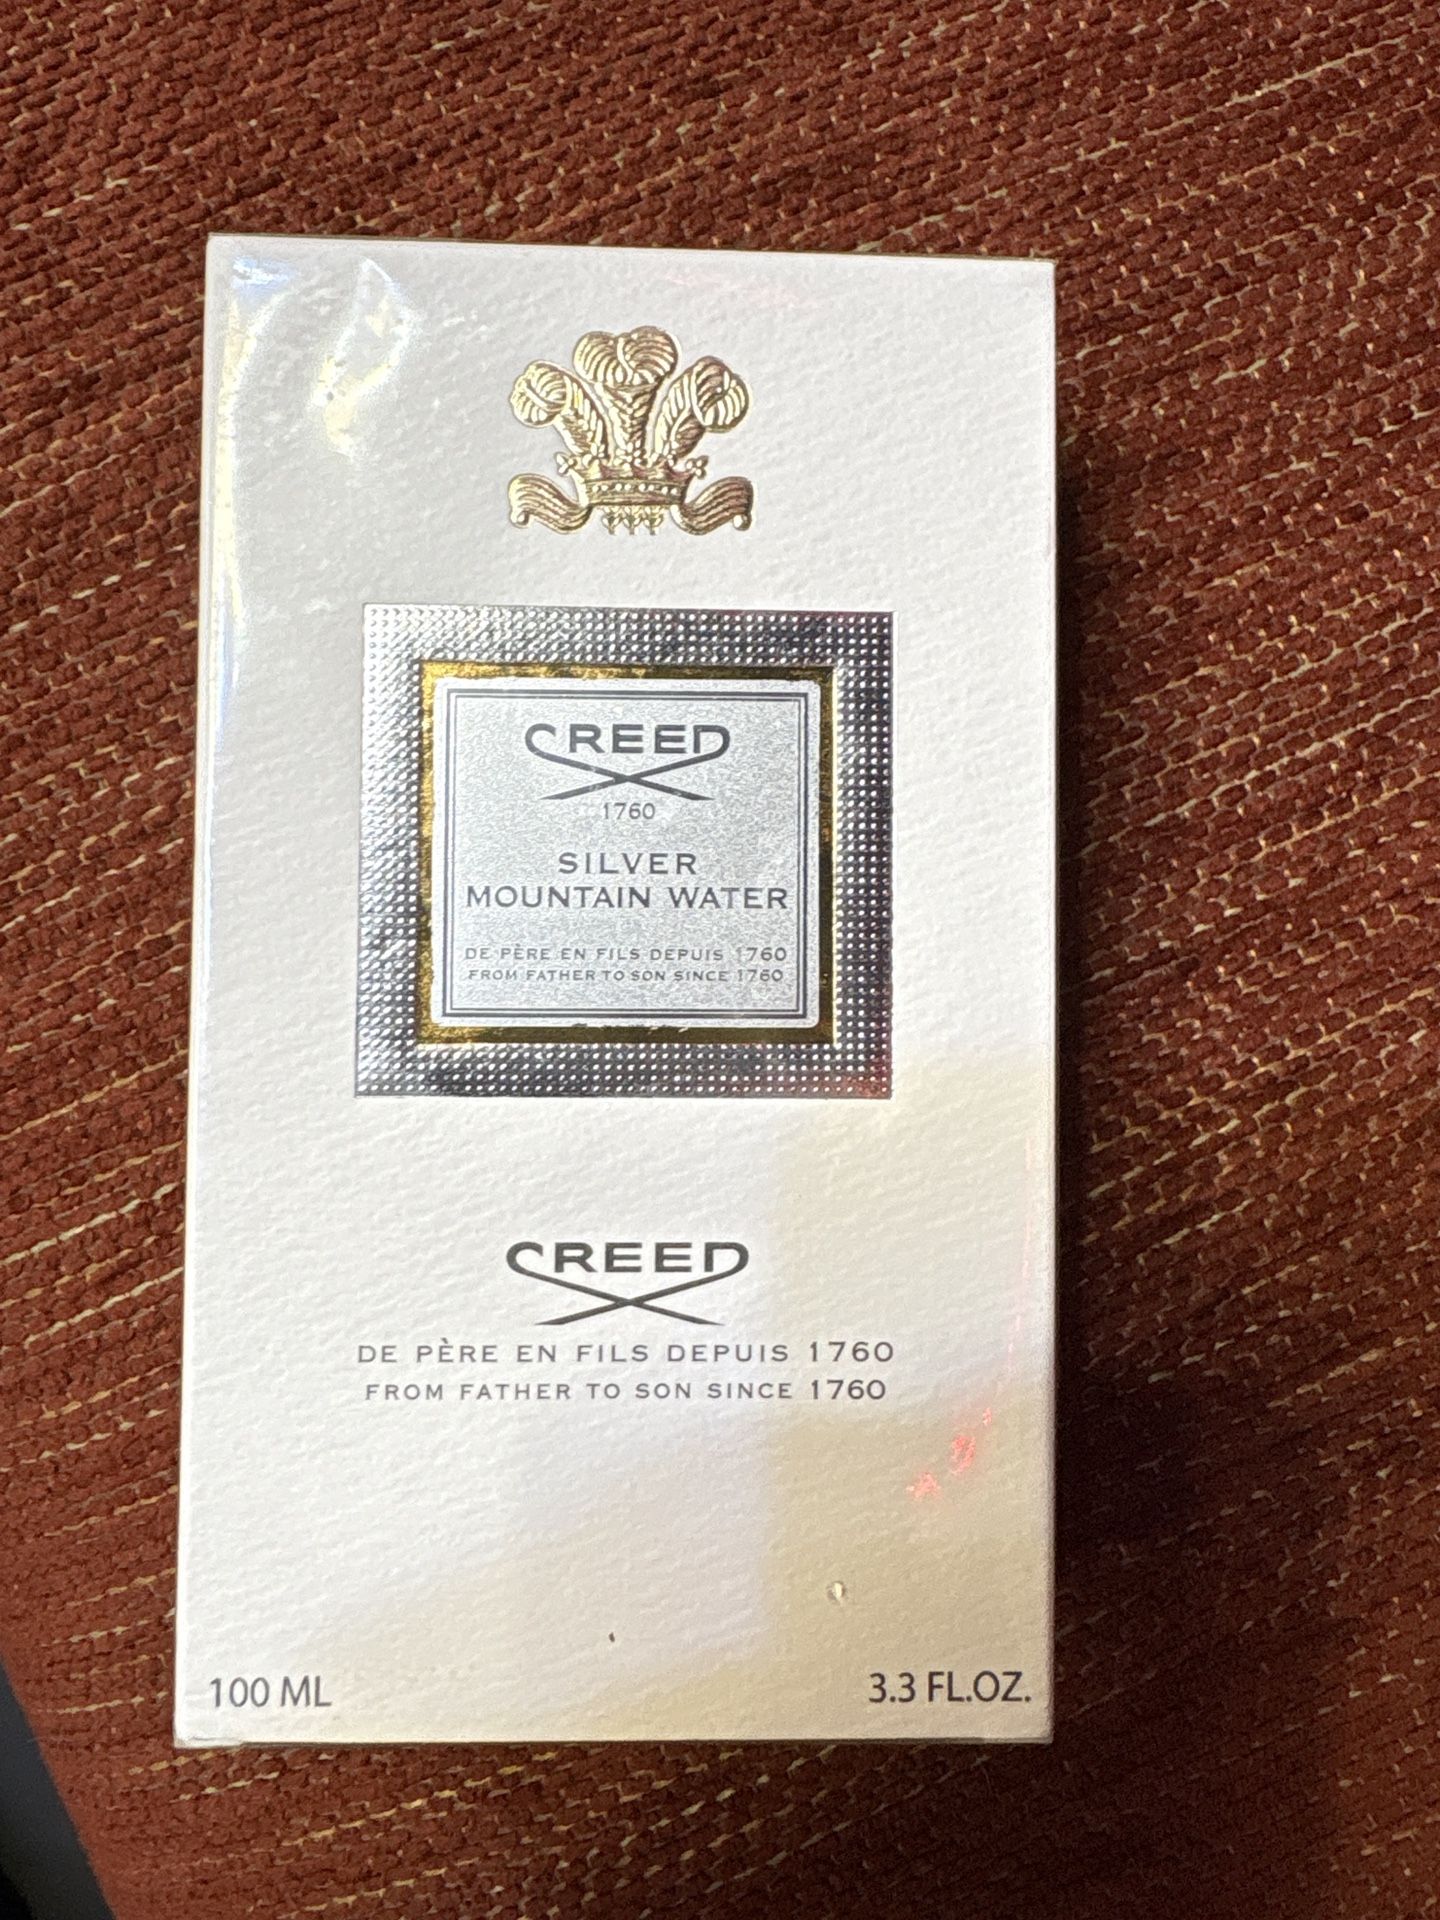 CREED
1760
SILVER
MOUNTAIN WATER
DE PÈRE EN FILS DEPUIS 1760
FROM FATHER TO SON SINCE 1760
CREED
DE PÈRE EN FILS DEPUIS 1760
FROM FATHER TO SON SINCE 1760
100 ML
3.3 FL.OZ.